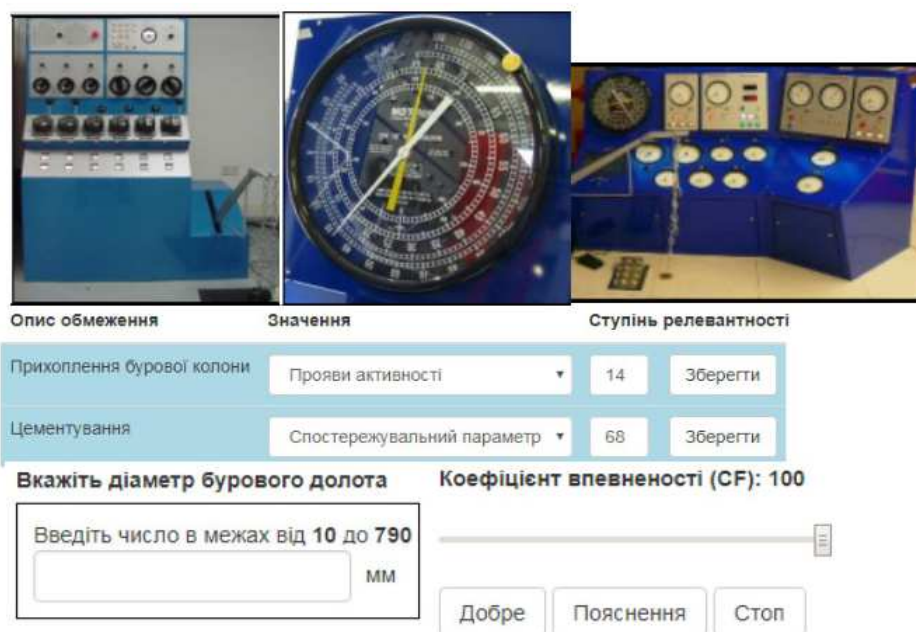 Опис обмеження Значення Ступінь релевантності
Прихоплення бурової колони Прояви активності 14 Зберегти
Цементування Спостережувальний параметр 68 Зберегти
Вкажіть діаметр бурового долота Коефіцієнт впевненості (CF): 100
Введіть число в межах від 10 до 790
мм
Добре Пояснення Стоп